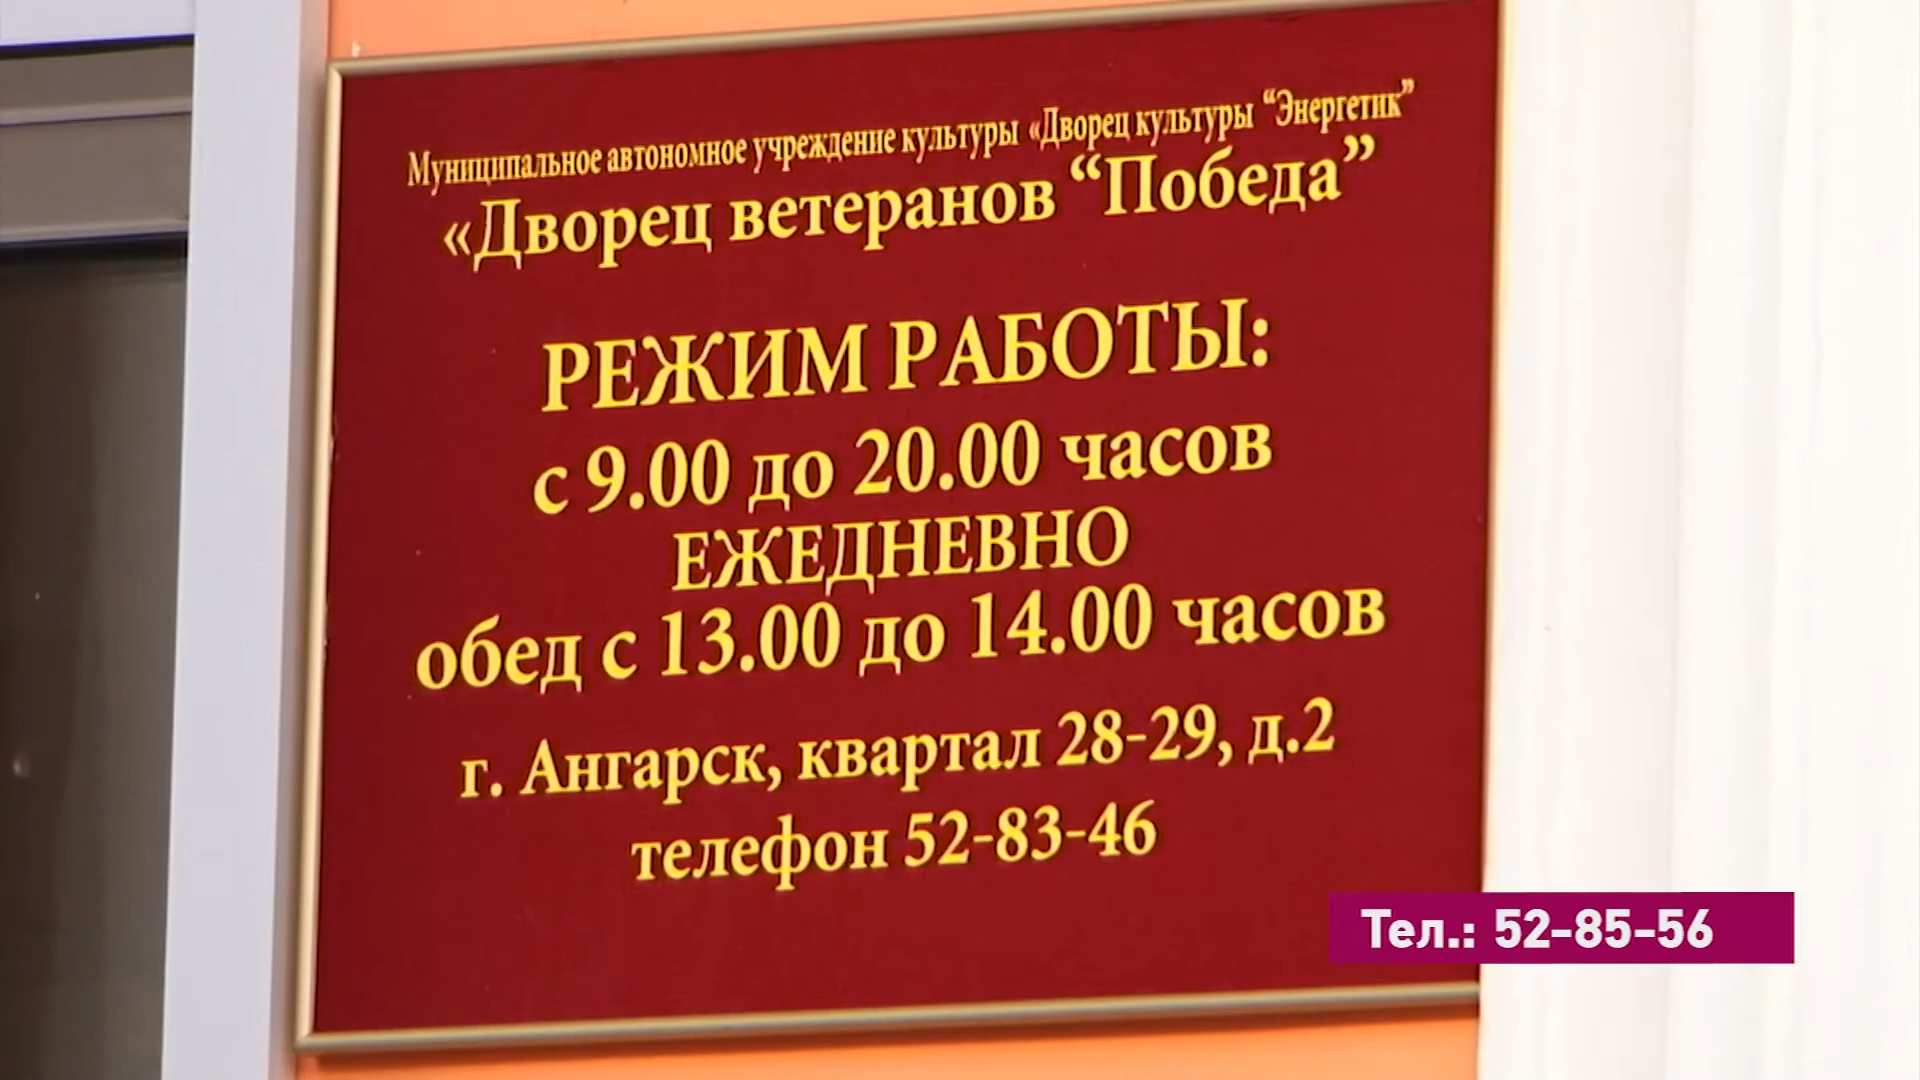 Муниципальное автономное учреждение культуры «Дворец культуры “Энергетик”
«Дворец ветеранов “Победа”
РЕЖИМ РАБОТЫ:
с 9.00 до 20.00 часов
ЕЖЕДНЕВНО
обед с 13.00 до 14.00 часов
г. Ангарск, квартал 28-29, д.2
телефон 52-83-46
Тел.: 52-85-56